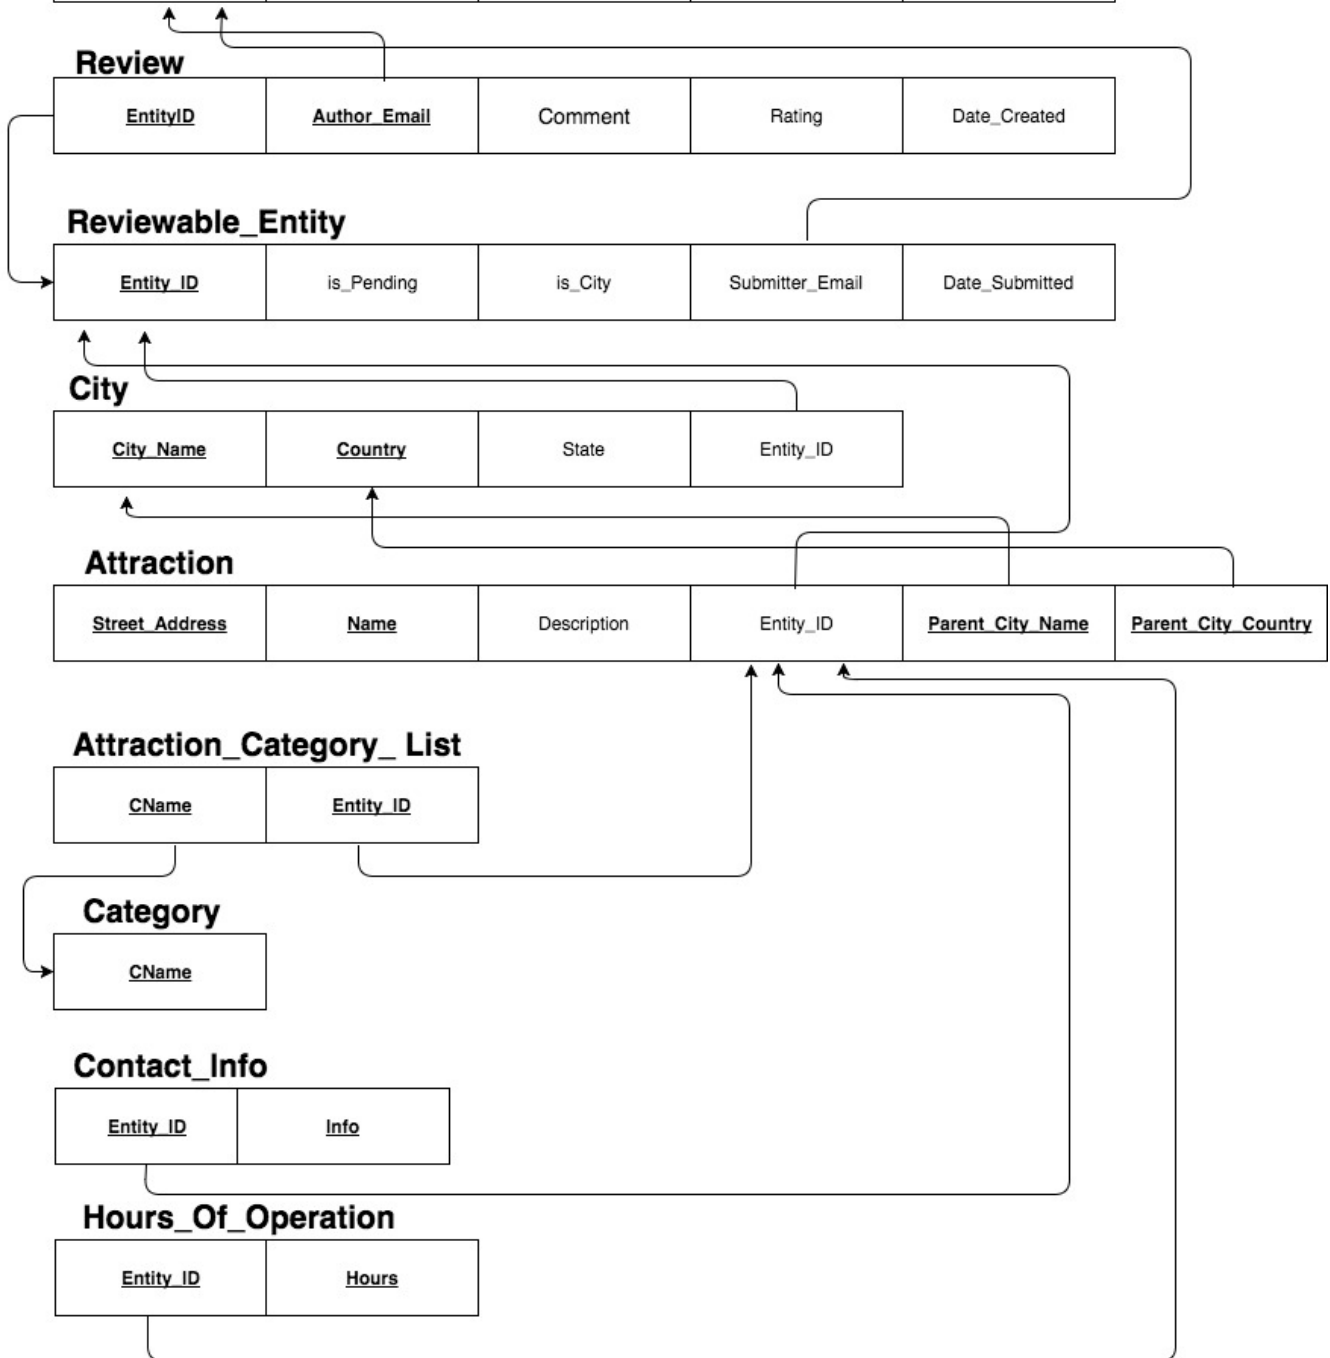 Review
EntityID Author_Email Comment Rating Date_Created
Reviewable_Entity
Entity_ID is_Pending is_City Submitter_Email Date_Submitted
City
City_Name Country State Entity_ID
Attraction
Street_Address Name Description Entity_ID Parent_City_Name Parent_City_Country
Attraction_Category_ List
CName Entity_ID
Category
CName
Contact_Info
Entity_ID Info
Hours_Of_Operation
Entity_ID Hours